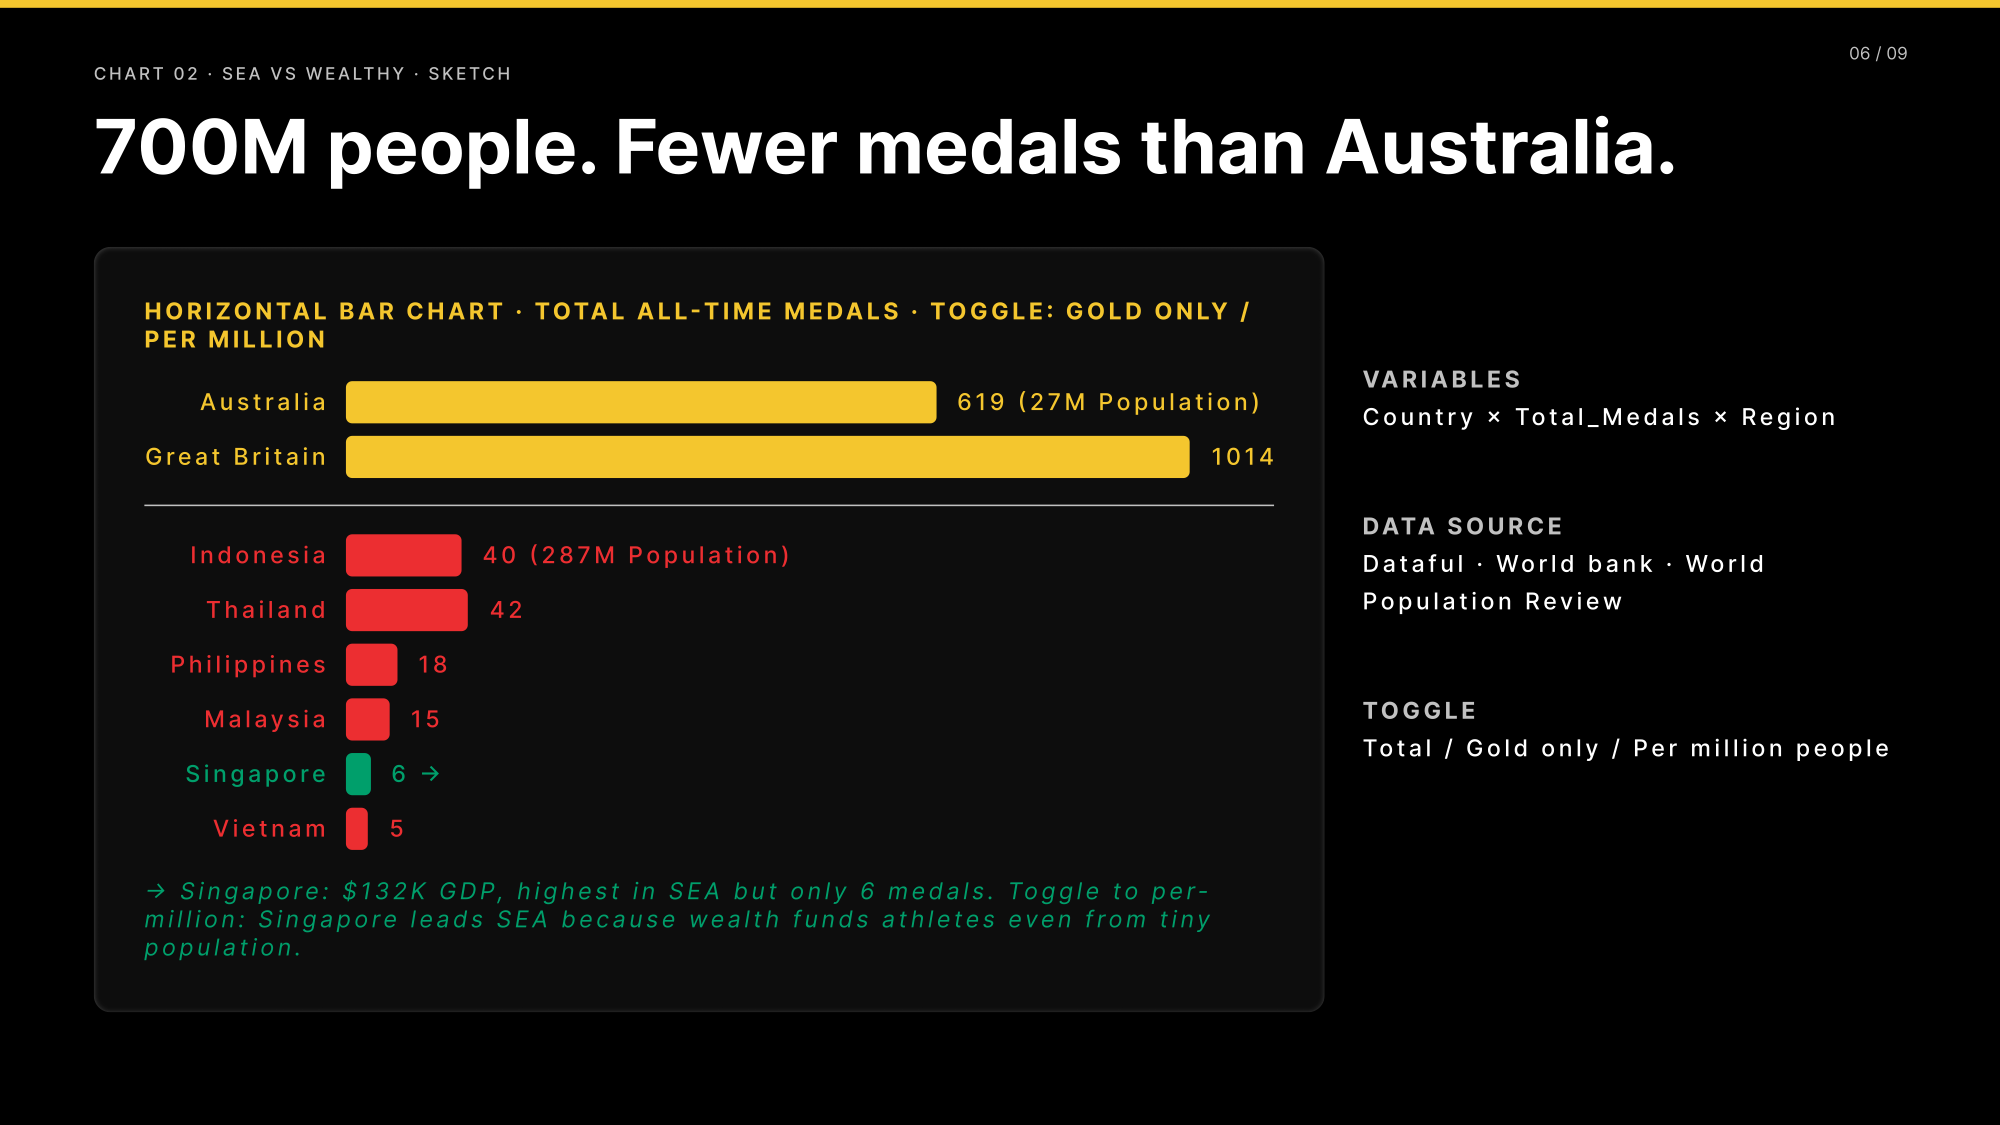 CHART 02 · SEA VS WEALTHY · SKETCH
06 / 09
700M people. Fewer medals than Australia.
HORIZONTAL BAR CHART · TOTAL ALL-TIME MEDALS · TOGGLE: GOLD ONLY /
PER MILLION
Australia 619 (27M Population)
Great Britain 1014
Indonesia 40 (287M Population)
Thailand 42
Philippines 18
Malaysia 15
Singapore 6 →
Vietnam 5
→ Singapore: $132K GDP, highest in SEA but only 6 medals. Toggle to per-
million: Singapore leads SEA because wealth funds athletes even from tiny
population.
VARIABLES
Country × Total_Medals × Region
DATA SOURCE
Dataful · World bank · World
Population Review
TOGGLE
Total / Gold only / Per million people